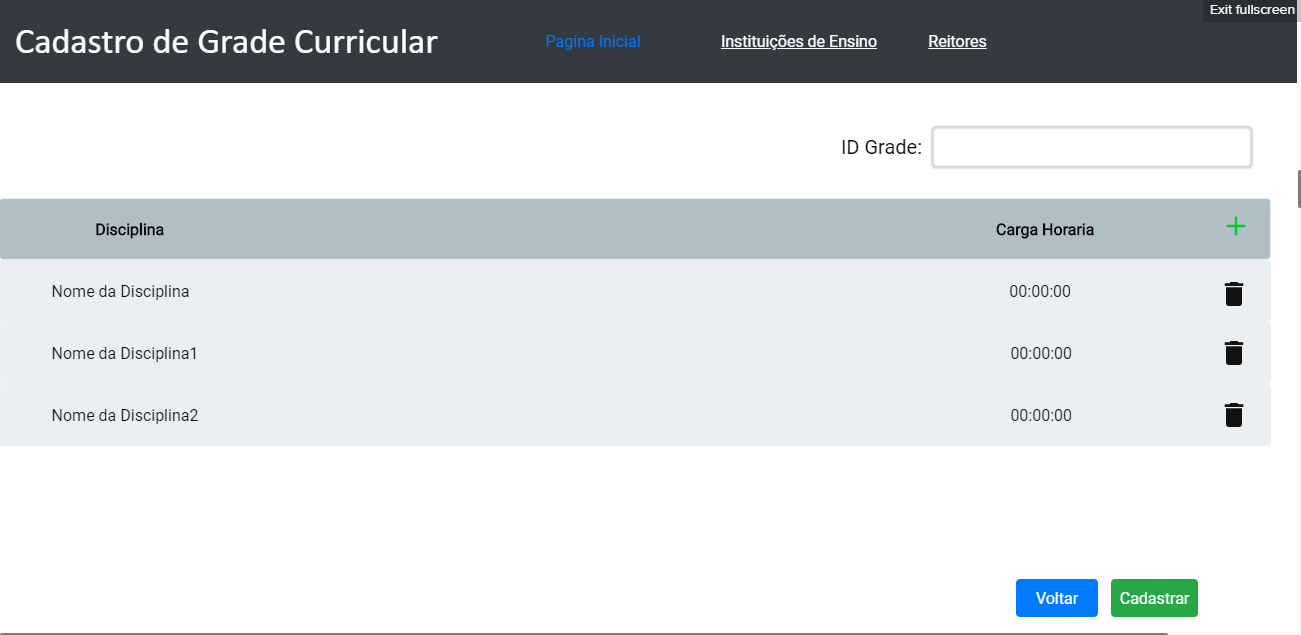 Exit fullscreen
Cadastro de Grade Curricular Pagina Inicial Instituições de Ensino Reitores
ID Grade:
Disciplina Carga Horaria
Nome da Disciplina 00:00:00
Nome da Disciplina1 00:00:00
Nome da Disciplina2 00:00:00
Voltar Cadastrar